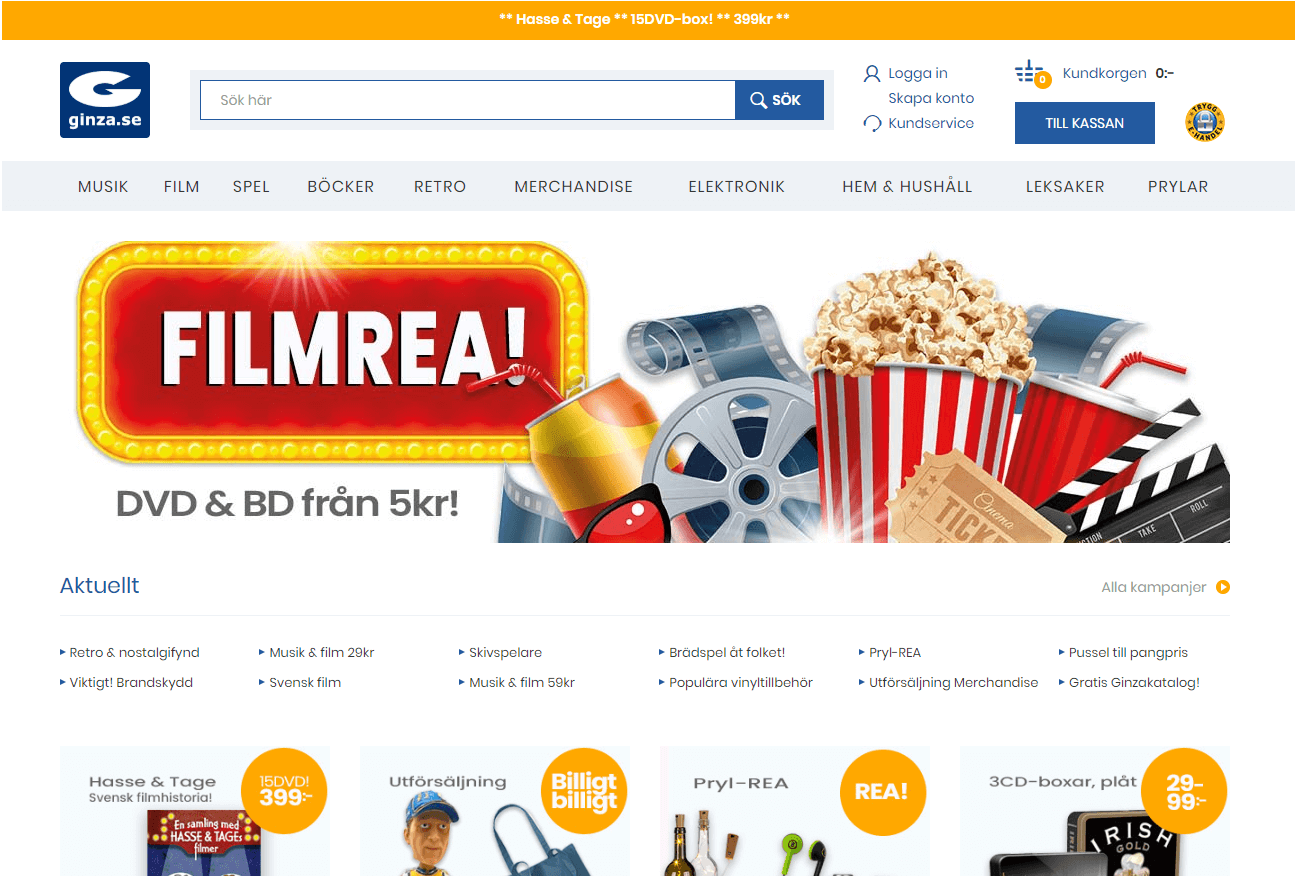 ** Hasse & Tage ** 15DVD-box! ** 399kr **
ginza.se
Sök här
SÖK
Logga in
Skapa konto
Kundservice
0
Kundkorgen 0:-
TILL KASSAN
TRYGG
E-HANDEL
MUSIK FILM SPEL BÖCKER RETRO MERCHANDISE ELEKTRONIK HEM & HUSHÅLL LEKSAKER PRYLAR
FILMREA!
DVD & BD från 5kr!
Cinema
TICKE
TION TAKE ROLL
Aktuellt
Alla kampanjer
Retro & nostalgifynd Musik & film 29kr Skivspelare Brädspel åt folket! Pryl-REA Pussel till pangpris
Viktigt! Brandskydd Svensk film Musik & film 59kr Populära vinyltillbehör Utförsäljning Merchandise Gratis Ginzakatalog!
Hasse & Tage
Svensk filmhistoria!
15DVD!
399:-
En samling med
HASSE & TAGEs
filmer
Utförsäljning
Billigt
billigt
Pryl-REA
REA!
3CD-boxar, plåt
29-
99:-
IRISH
GOLD